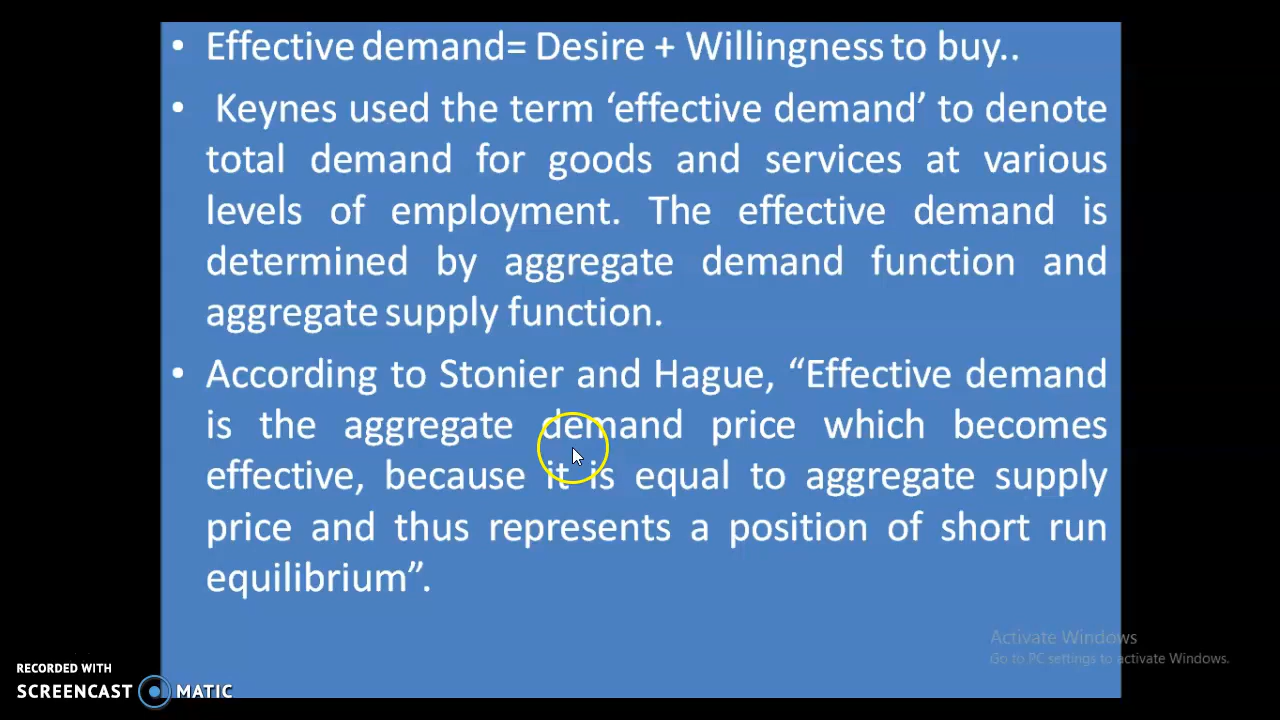 • Effective demand= Desire + Willingness to buy..
• Keynes used the term ‘effective demand’ to denote
total demand for goods and services at various
levels of employment. The effective demand is
determined by aggregate demand function and
aggregate supply function.
• According to Stonier and Hague, “Effective demand
is the aggregate demand price which becomes
effective, because it is equal to aggregate supply
price and thus represents a position of short run
equilibrium”.
Activate Windows
Go to PC settings to activate Windows.
RECORDED WITH
SCREENCAST MATIC